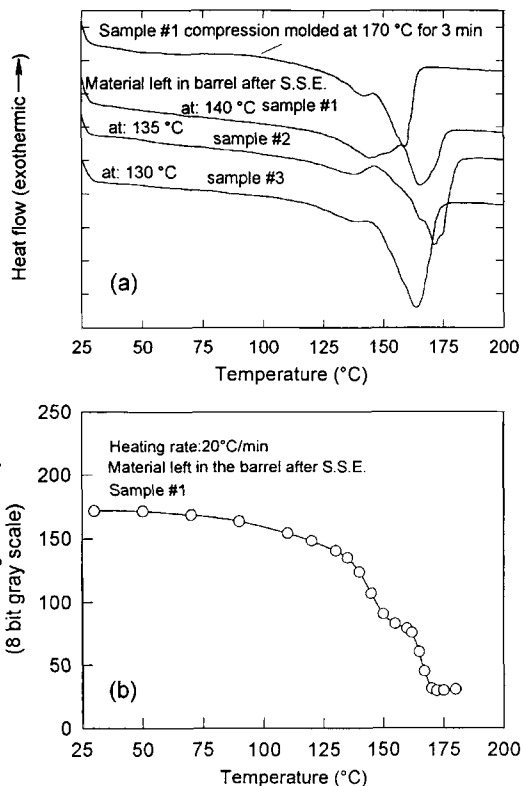 Sample #1 compression molded at 170 °C for 3 min
Material left in barrel after S.S.E.
at: 140 °C sample #1
at: 135 °C sample #2
at: 130 °C sample #3
Heat flow (exothermic →)
(a)
25 50 75 100 125 150 175 200
Temperature (°C)
250
200
150
100
50
0
Heating rate:20°C/min
Material left in the barrel after S.S.E.
Sample #1
(8 bit gray scale)
(b)
25 50 75 100 125 150 175 200
Temperature (°C)